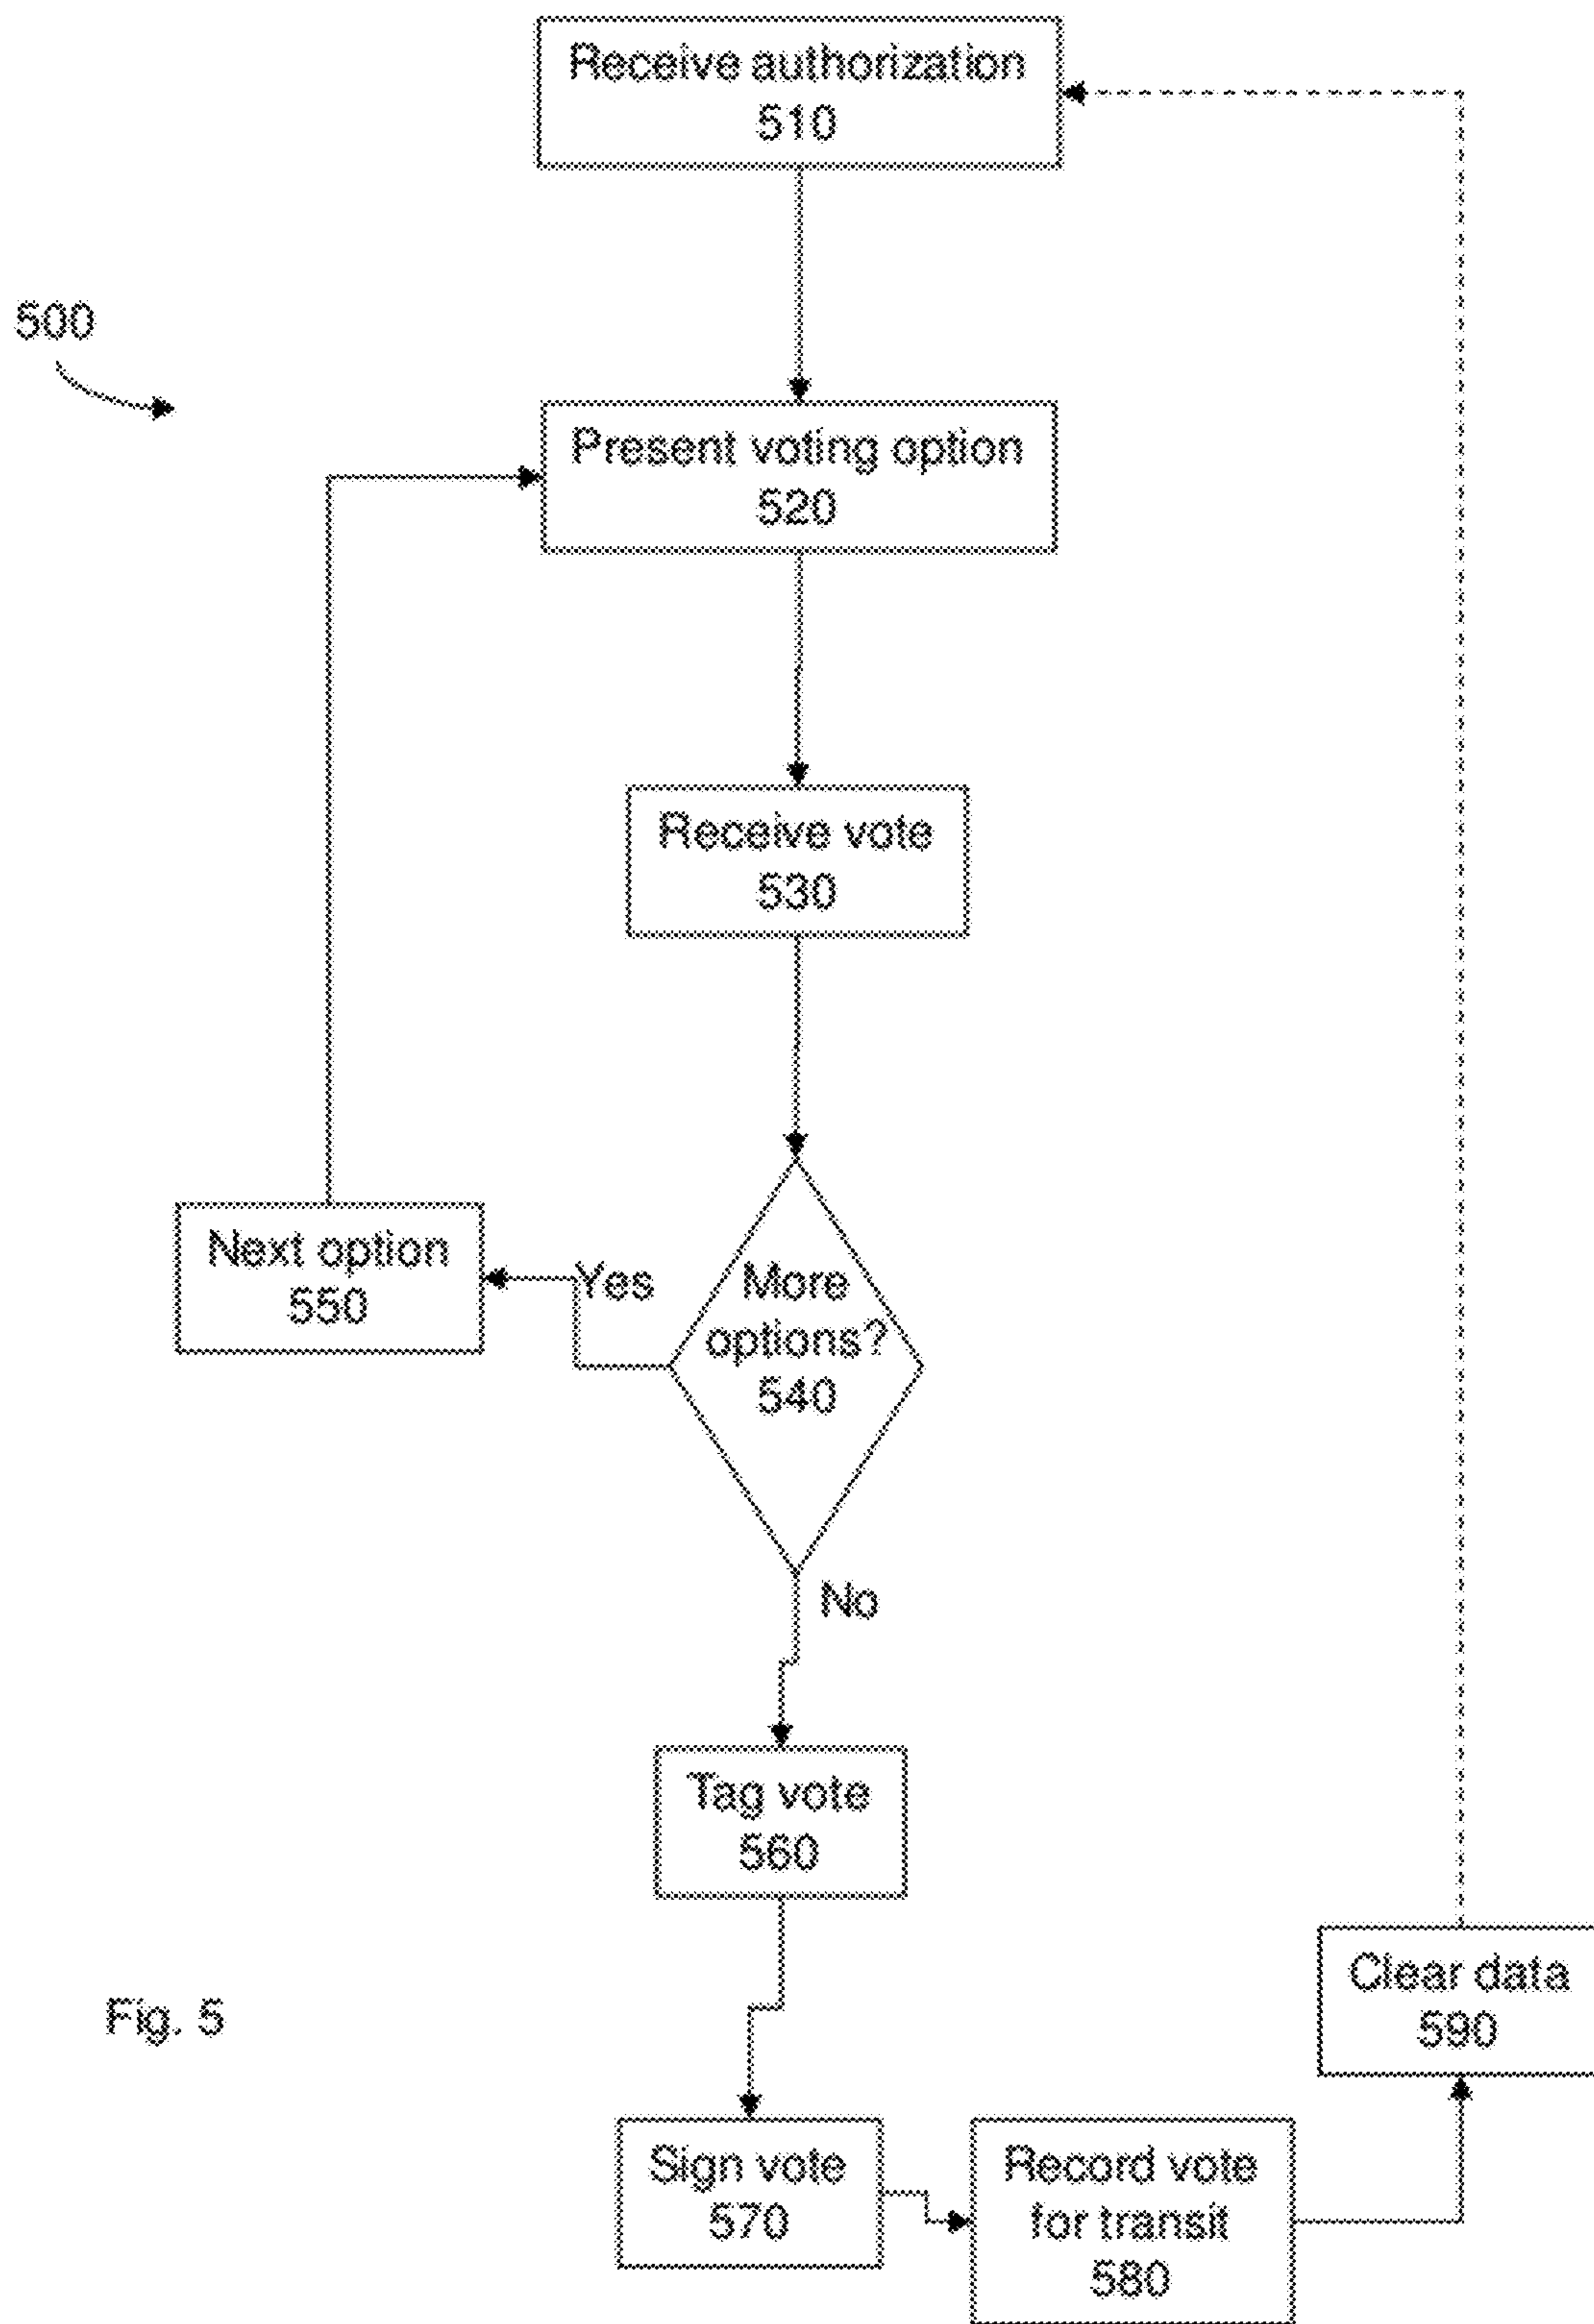 Receive authorization
510
500
Present voting option
520
Receive vote
530
Next option
550
Yes
More
options?
540
No
Tag vote
560
Clear data
590
Fig. 5
Sign vote
570
Record vote
for transit
580